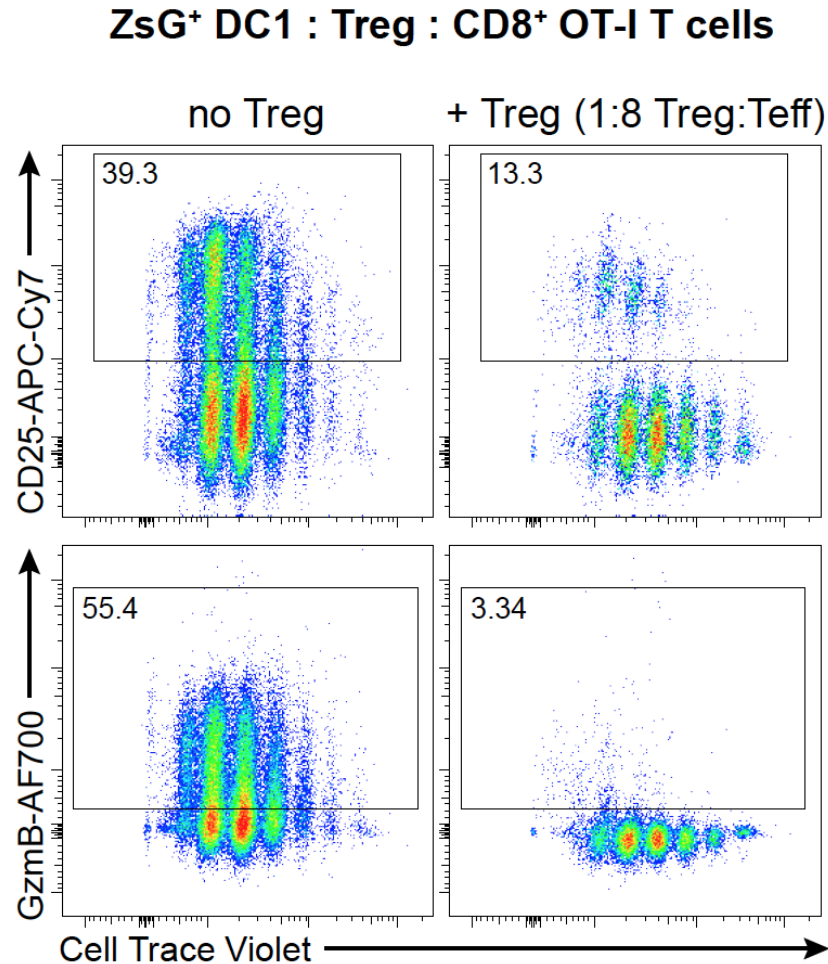 ZsG⁺ DC1 : Treg : CD8⁺ OT-I T cells
no Treg
+ Treg (1:8 Treg:Teff)
CD25-APC-Cy7
39.3
13.3
GzmB-AF700
55.4
3.34
Cell Trace Violet